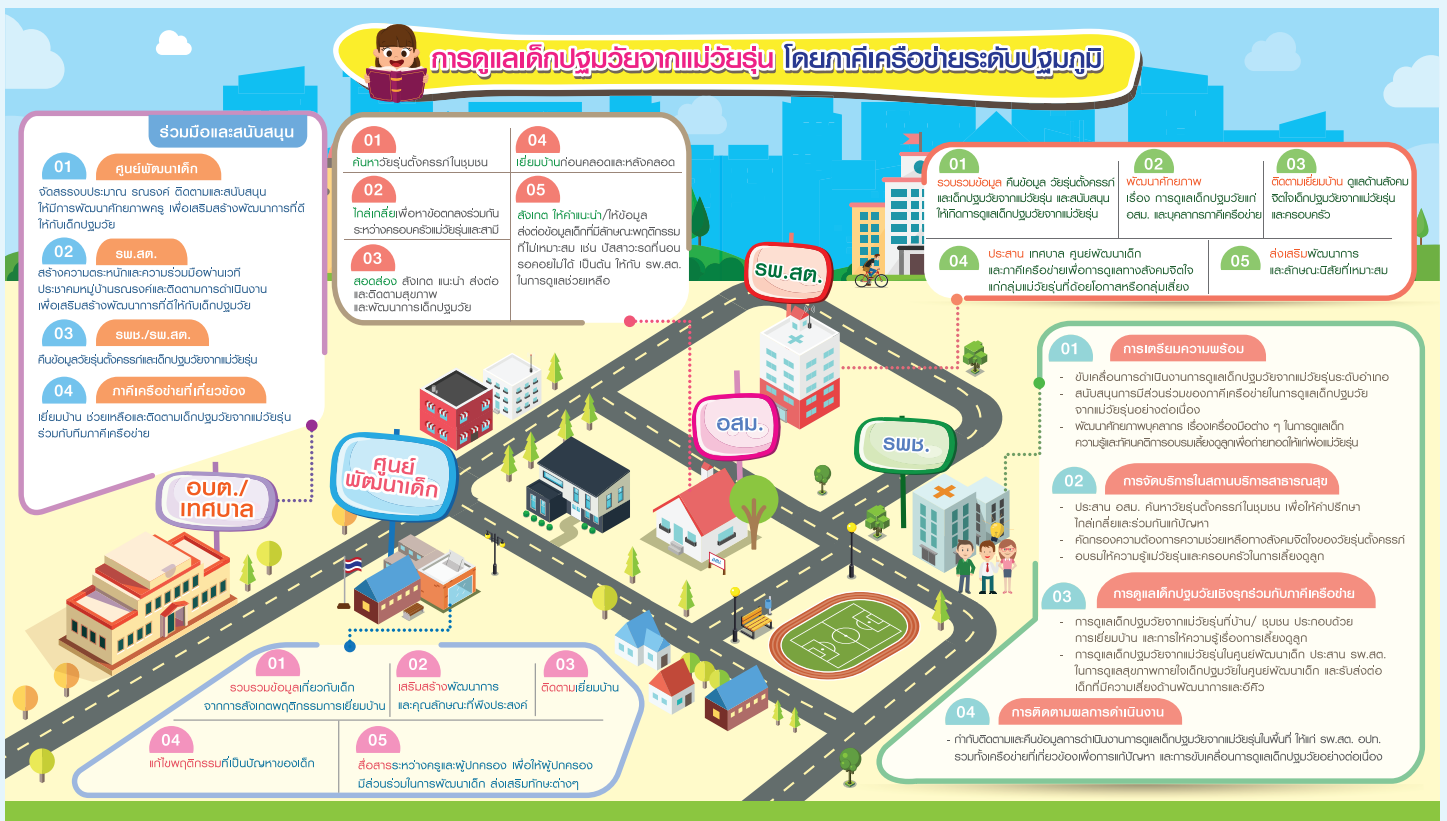 การดูแลเด็กปฐมวัยจากแม่วัยรุ่น โดยภาคีเครือข่ายระดับปฐมภูมิ
ร่วมมือและสนับสนุน
01 ศูนย์พัฒนาเด็ก
จัดสรรงบประมาณ รณรงค์ ติดตามและสนับสนุน
ให้มีการพัฒนาศักยภาพครู เพื่อเสริมสร้างพัฒนาการที่ดี
ให้กับเด็กปฐมวัย
02 รพ.สต.
สร้างความตระหนักและความร่วมมือผ่านเวที
ประชาคมหมู่บ้านรณรงค์และติดตามการดำเนินงาน
เพื่อเสริมสร้างพัฒนาการที่ดีให้กับเด็กปฐมวัย
03 รพช./รพ.สต.
คืนข้อมูลวัยรุ่นตั้งครรภ์และเด็กปฐมวัยจากแม่วัยรุ่น
04 ภาคีเครือข่ายที่เกี่ยวข้อง
เยี่ยมบ้าน ช่วยเหลือและติดตามเด็กปฐมวัยจากแม่วัยรุ่น
ร่วมกับทีมภาคีเครือข่าย
อบต./
เทศบาล
01
ค้นหาวัยรุ่นตั้งครรภ์ในชุมชน
02
ไกล่เกลี่ยเพื่อหาข้อตกลงร่วมกัน
ระหว่างครอบครัวแม่วัยรุ่นและสามี
03
สอดส่อง สังเกต แนะนำ ส่งต่อ
และติดตามสุขภาพ
และพัฒนาการเด็กปฐมวัย
04
เยี่ยมบ้านก่อนคลอดและหลังคลอด
05
สังเกต ให้คำแนะนำ/ให้ข้อมูล
ส่งต่อข้อมูลเด็กที่มีลักษณะพฤติกรรม
ที่ไม่เหมาะสม เช่น ปัสสาวะรดที่นอน
รอคอยไม่ได้ เป็นต้น ให้กับ รพ.สต.
ในการดูแลช่วยเหลือ
อสม.
อสม.
รพ.สต.
01
รวบรวมข้อมูล คืนข้อมูล วัยรุ่นตั้งครรภ์
และเด็กปฐมวัยจากแม่วัยรุ่น และสนับสนุน
ให้เกิดการดูแลเด็กปฐมวัยจากแม่วัยรุ่น
02
พัฒนาศักยภาพ
เรื่อง การดูแลเด็กปฐมวัยแก่
อสม. และบุคลากรภาคีเครือข่าย
03
ติดตามเยี่ยมบ้าน ดูแลด้านสังคม
จิตใจเด็กปฐมวัยจากแม่วัยรุ่น
และครอบครัว
04
ประสาน เทศบาล ศูนย์พัฒนาเด็ก
และภาคีเครือข่ายเพื่อการดูแลทางสังคมจิตใจ
แก่กลุ่มแม่วัยรุ่นที่ด้อยโอกาสหรือกลุ่มเสี่ยง
05
ส่งเสริมพัฒนาการ
และลักษณะนิสัยที่เหมาะสม
รพช.
01 การเตรียมความพร้อม
- ขับเคลื่อนการดำเนินงานการดูแลเด็กปฐมวัยจากแม่วัยรุ่นระดับอำเภอ
- สนับสนุนการมีส่วนร่วมของภาคีเครือข่ายในการดูแลเด็กปฐมวัย
จากแม่วัยรุ่นอย่างต่อเนื่อง
- พัฒนาศักยภาพบุคลากร เรื่องเครื่องมือต่าง ๆ ในการดูแลเด็ก
ความรู้และทัศนคติการอบรมเลี้ยงดูลูกเพื่อถ่ายทอดให้แก่พ่อแม่วัยรุ่น
02 การจัดบริการในสถานบริการสาธารณสุข
- ประสาน อสม. ค้นหาวัยรุ่นตั้งครรภ์ในชุมชน เพื่อให้คำปรึกษา
ไกล่เกลี่ยและร่วมกันแก้ปัญหา
- คัดกรองความต้องการความช่วยเหลือทางสังคมจิตใจของวัยรุ่นตั้งครรภ์
- อบรมให้ความรู้แม่วัยรุ่นและครอบครัวในการเลี้ยงดูลูก
03 การดูแลเด็กปฐมวัยเชิงรุกร่วมกับภาคีเครือข่าย
- การดูแลเด็กปฐมวัยจากแม่วัยรุ่นที่บ้าน/ ชุมชน ประกอบด้วย
การเยี่ยมบ้าน และการให้ความรู้เรื่องการเลี้ยงดูลูก
- การดูแลเด็กปฐมวัยจากแม่วัยรุ่นในศูนย์พัฒนาเด็ก ประสาน รพ.สต.
ในการดูแลสุขภาพกายใจเด็กปฐมวัยในศูนย์พัฒนาเด็ก และรับส่งต่อ
เด็กที่มีความเสี่ยงด้านพัฒนาการและอีคิว
04 การติดตามผลการดำเนินงาน
- กำกับติดตามและคืนข้อมูลการดำเนินงานการดูแลเด็กปฐมวัยจากแม่วัยรุ่นในพื้นที่ ให้แก่ รพ.สต. อปท.
รวมทั้งเครือข่ายที่เกี่ยวข้องเพื่อการแก้ปัญหา และการขับเคลื่อนการดูแลเด็กปฐมวัยอย่างต่อเนื่อง
ศูนย์
พัฒนาเด็ก
01
รวบรวมข้อมูลเกี่ยวกับเด็ก
จากการสังเกตพฤติกรรมการเยี่ยมบ้าน
02
เสริมสร้างพัฒนาการ
และคุณลักษณะที่พึงประสงค์
03
ติดตามเยี่ยมบ้าน
04
แก้ไขพฤติกรรมที่เป็นปัญหาของเด็ก
05
สื่อสารระหว่างครูและผู้ปกครอง เพื่อให้ผู้ปกครอง
มีส่วนร่วมในการพัฒนาเด็ก ส่งเสริมทักษะต่างๆ